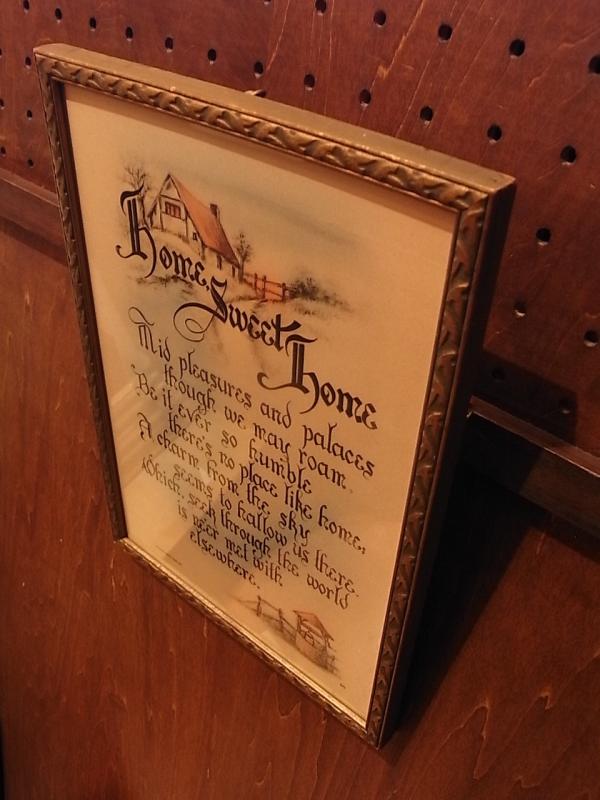 Home, Sweet Home
'Mid pleasures and palaces
though we may roam.
Be it ever so humble
there's no place like home,
A charm from the sky
seems to hallow us there.
Which, seek through the world
is ne'er met with
elsewhere.